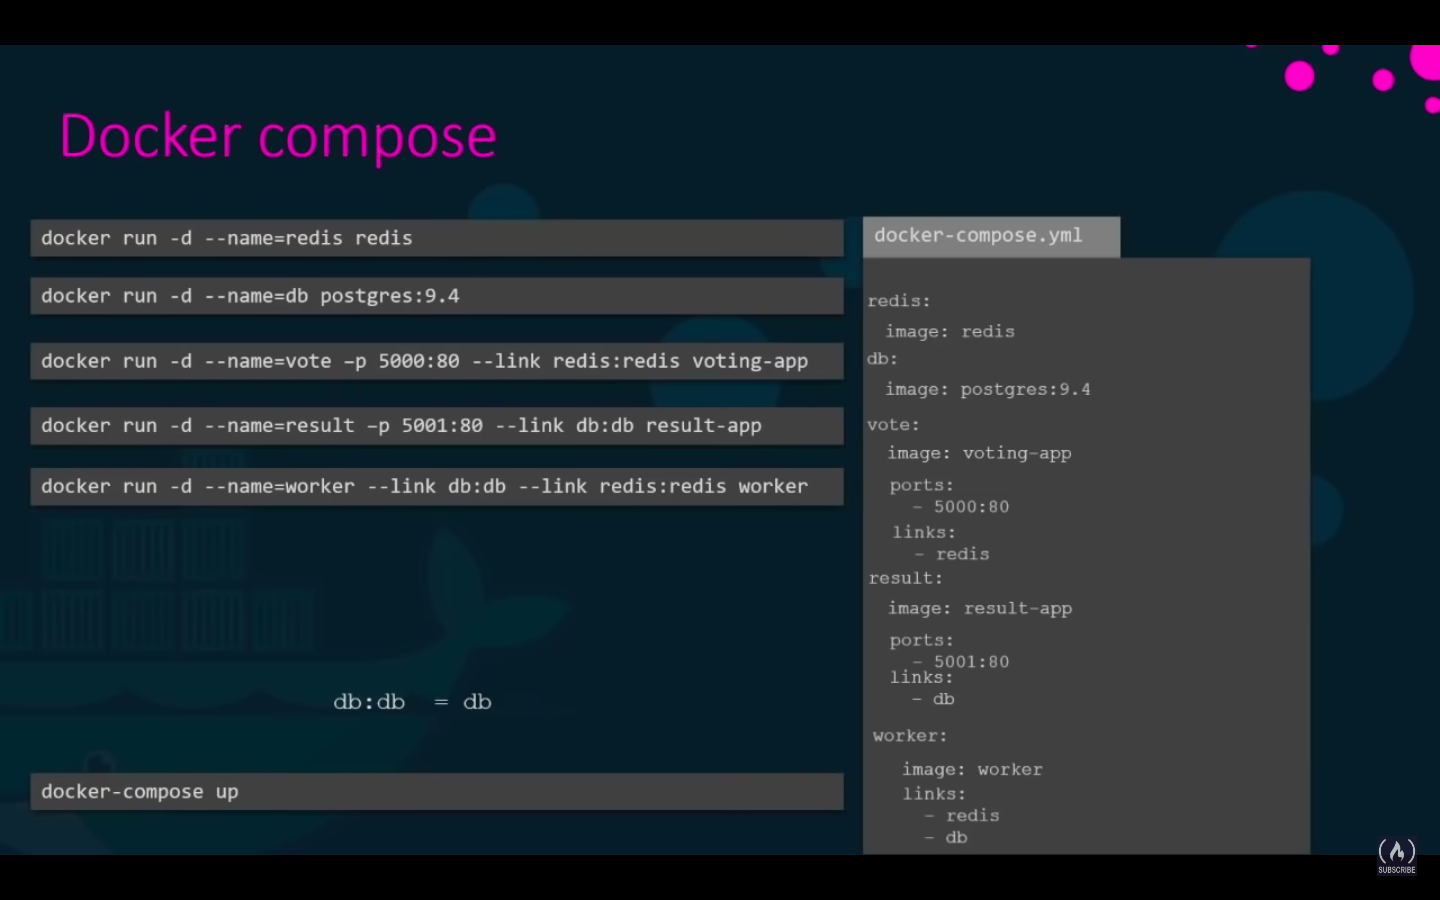 Docker compose
docker run -d --name=redis redis
docker run -d --name=db postgres:9.4
docker run -d --name=vote –p 5000:80 --link redis:redis voting-app
docker run -d --name=result –p 5001:80 --link db:db result-app
docker run -d --name=worker --link db:db --link redis:redis worker
db:db = db
docker-compose up
docker-compose.yml
redis:
image: redis
db:
image: postgres:9.4
vote:
image: voting-app
ports:
- 5000:80
links:
- redis
result:
image: result-app
ports:
- 5001:80
links:
- db
worker:
image: worker
links:
- redis
- db
SUBSCRIBE